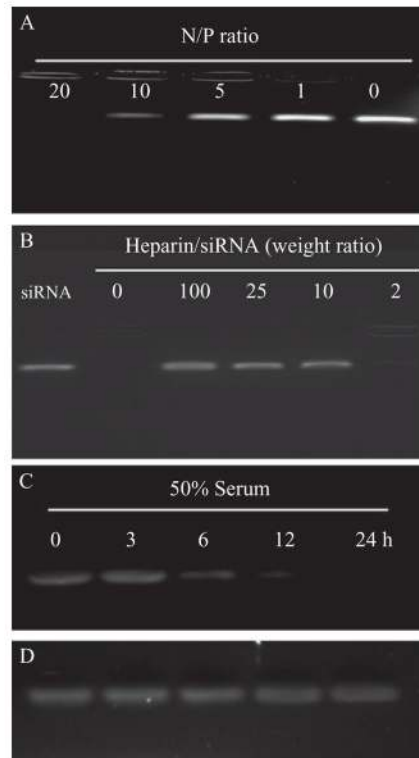 A
N/P ratio
20 10 5 1 0
B
Heparin/siRNA (weight ratio)
siRNA 0 100 25 10 2
C
50% Serum
0 3 6 12 24 h
D